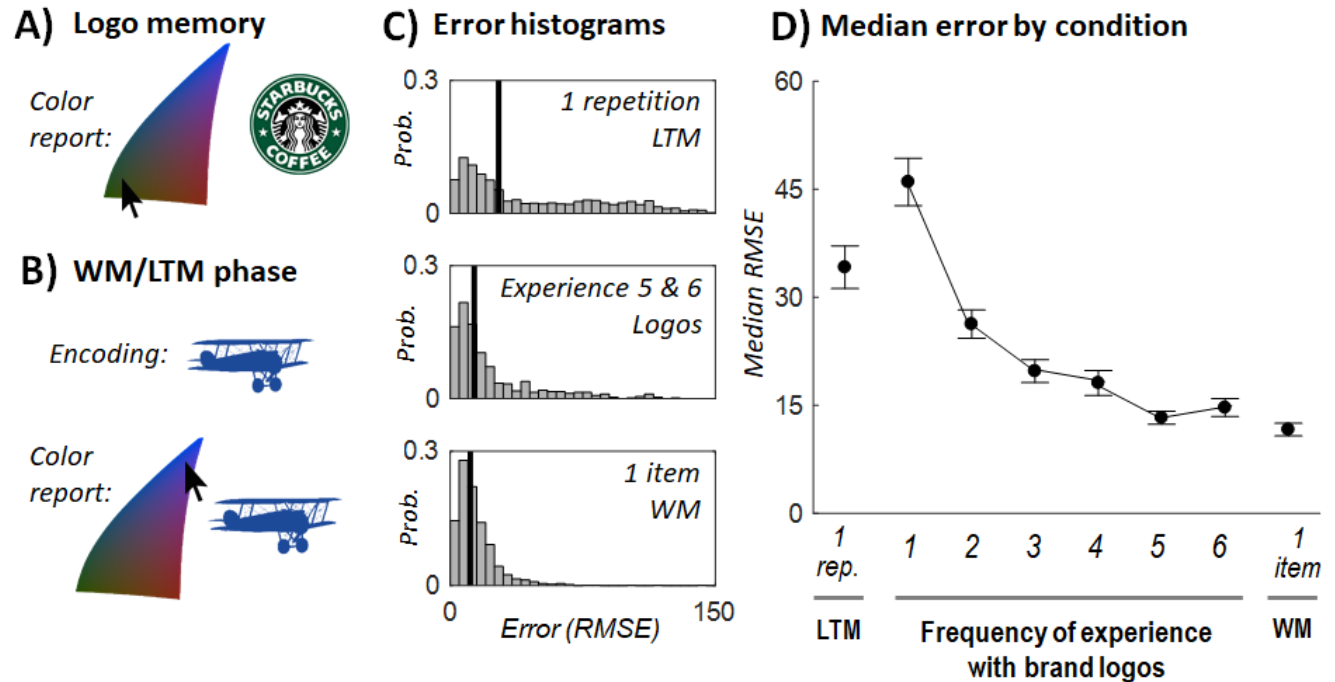 A) Logo memory
Color
report:
STARBUCKS
COFFEE
B) WM/LTM phase
Encoding:
Color
report:
C) Error histograms
0.3
Prob.
0
1 repetition
LTM
0.3
Prob.
0
Experience 5 & 6
Logos
0.3
Prob.
0
1 item
WM
0
150
Error (RMSE)
D) Median error by condition
60
45
30
15
0
Median RMSE
1
rep.
1 2 3 4 5 6
1
item
LTM
Frequency of experience
with brand logos
WM